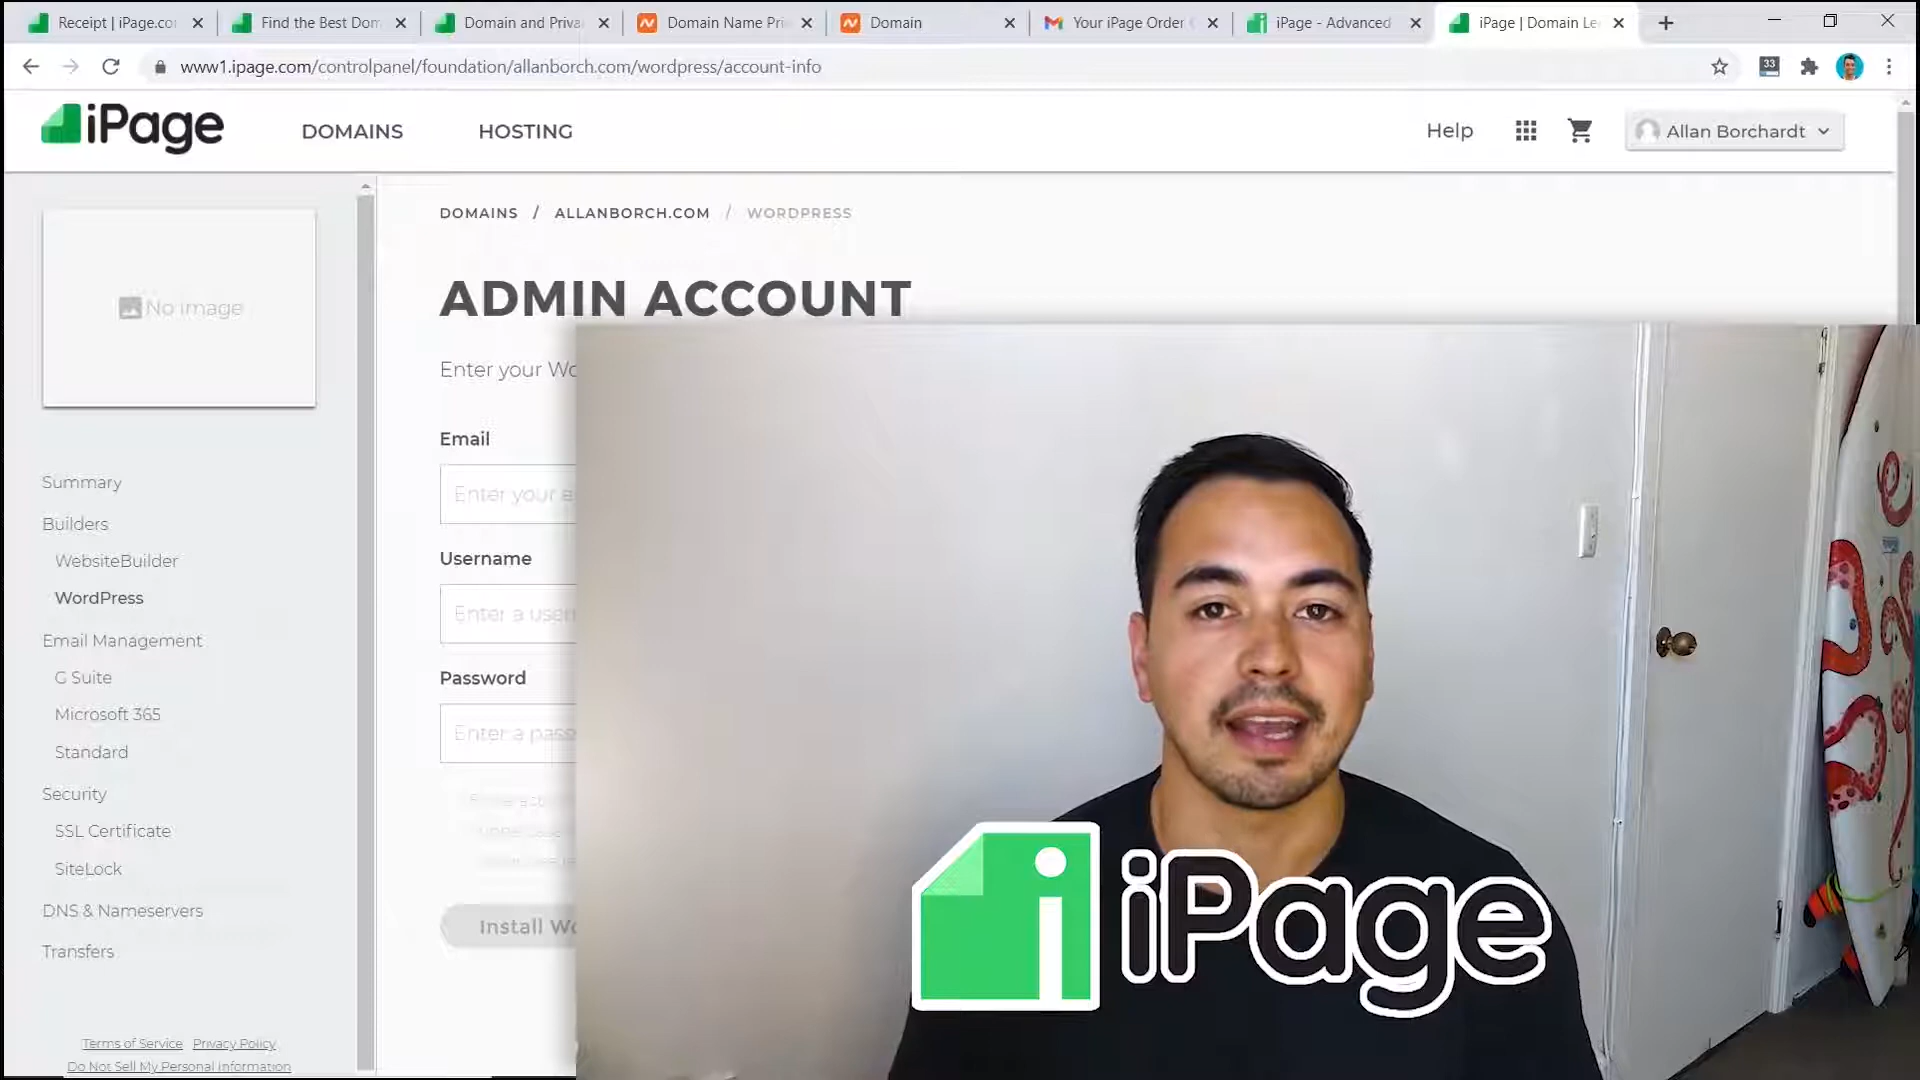 Receipt | iPage.co
Find the Best Dom
Domain and Priva
Domain Name Pri
Domain
Your iPage Order
iPage - Advanced
iPage | Domain Le
www1.ipage.com/controlpanel/foundation/allanborch.com/wordpress/account-info
33
iPage
DOMAINS
HOSTING
Help
Allan Borchardt
DOMAINS / ALLANBORCH.COM / WORDPRESS
ADMIN ACCOUNT
No image
Enter your Wo
Email
Enter your e
Summary
Builders
Username
WebsiteBuilder
WordPress
Enter a user
Email Management
G Suite
Password
Microsoft 365
Enter a pass
Standard
Security
SSL Certificate
SiteLock
DNS & Nameservers
Install Wo
Transfers
iPage
Terms of Service Privacy Policy
Do Not Sell My Personal Information